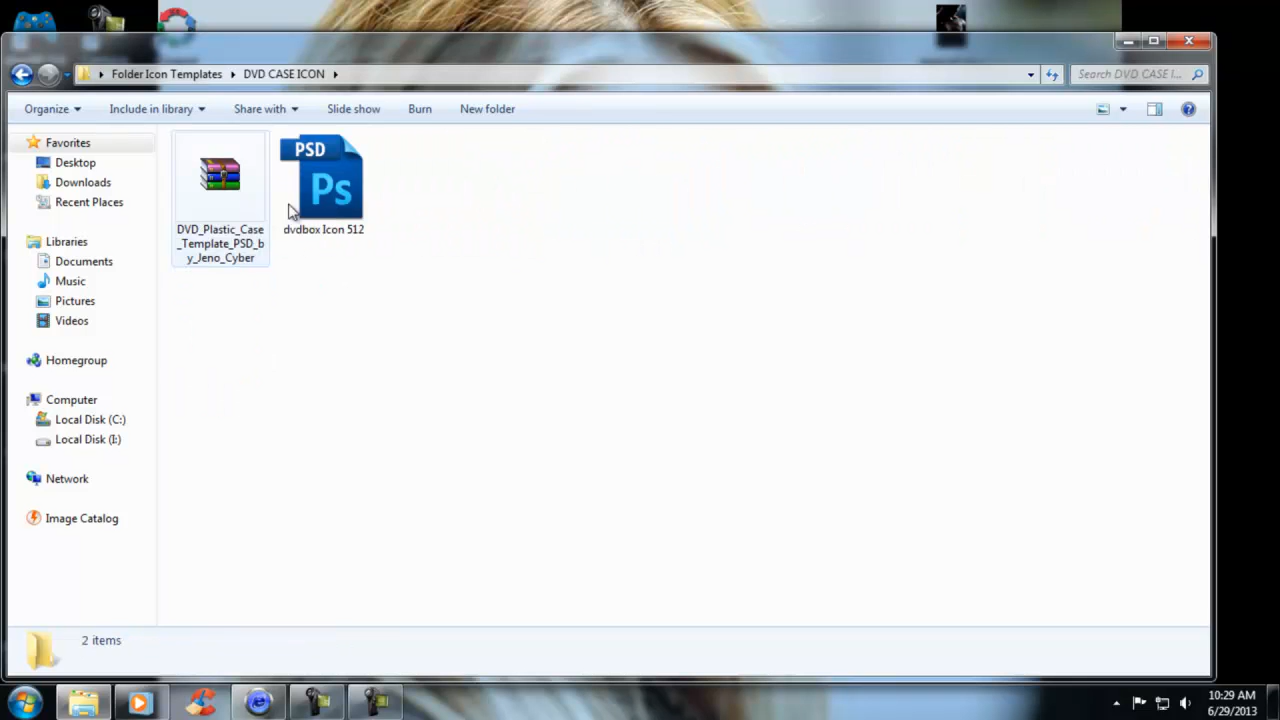 Folder Icon Templates
DVD CASE ICON
Search DVD CASE I...
Organize
Include in library
Share with
Slide show
Burn
New folder
Favorites
Desktop
Downloads
Recent Places
Libraries
Documents
Music
Pictures
Videos
Homegroup
Computer
Local Disk (C:)
Local Disk (I:)
Network
Image Catalog
DVD_Plastic_Case
_Template_PSD_b
y_Jeno_Cyber
PSD
Ps
dvdbox Icon 512
2 items
10:29 AM
6/29/2013